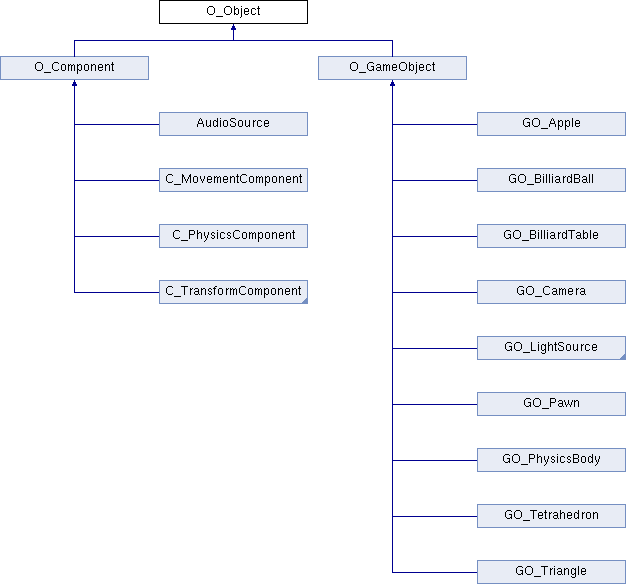 O_Object
O_Component
O_GameObject
AudioSource
GO_Apple
C_MovementComponent
GO_BilliardBall
C_PhysicsComponent
GO_BilliardTable
C_TransformComponent
GO_Camera
GO_LightSource
GO_Pawn
GO_PhysicsBody
GO_Tetrahedron
GO_Triangle